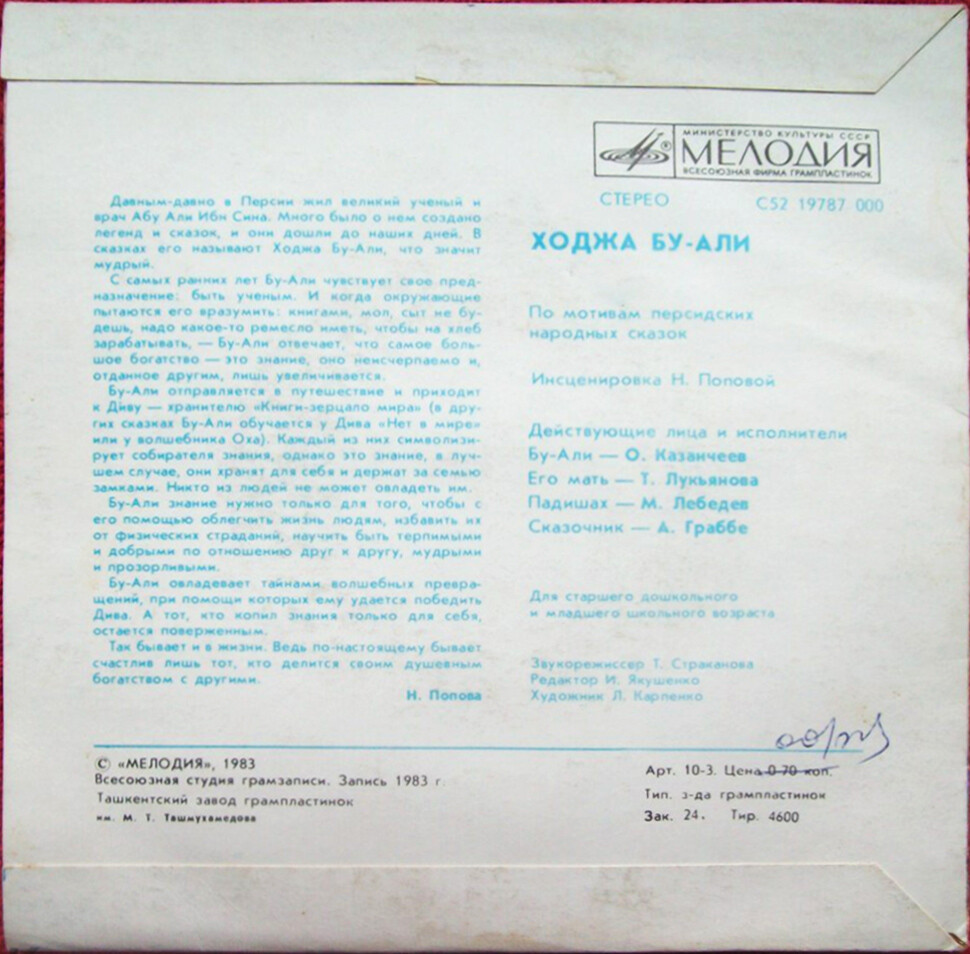 МИНИСТЕРСТВО КУЛЬТУРЫ СССР
МЕЛОДИЯ
ВСЕСОЮЗНАЯ ФИРМА ГРАМПЛАСТИНОК
СТЕРЕО С52 19787 000
ХОДЖА БУ-АЛИ
По мотивам персидских
народных сказок
Инсценировка Н. Поповой
Действующие лица и исполнители
Бу-Али — О. Казанчеев
Его мать — Т. Лукьянова
Падишах — М. Лебедев
Сказочник — А. Граббе
Для старшего дошкольного
и младшего школьного возраста
Звукорежиссер Т. Страканова
Редактор И. Якушенко
Художник Л. Карпенко
Давным-давно в Персии жил великий ученый и
врач Абу Али Ибн Сина. Много было о нем создано
легенд и сказок, и они дошли до наших дней. В
сказках его называют Ходжа Бу-Али, что значит
мудрый.
С самых ранних лет Бу-Али чувствует свое пред-
назначение: быть ученым. И когда окружающие
пытаются его вразумить: книгами, мол, сыт не бу-
дешь, надо какое-то ремесло иметь, чтобы на хлеб
зарабатывать, — Бу-Али отвечает, что самое боль-
шое богатство — это знание, оно неисчерпаемо и,
отданное другим, лишь увеличивается.
Бу-Али отправляется в путешествие и приходит
к Диву — хранителю «Книги-зерцало мира» (в дру-
гих сказках Бу-Али обучается у Дива «Нет в мире»
или у волшебника Оха). Каждый из них символизи-
рует собирателя знания, однако это знание, в луч-
шем случае, они хранят для себя и держат за семью
замками. Никто из людей не может овладеть им.
Бу-Али знание нужно только для того, чтобы с
его помощью облегчить жизнь людям, избавить их
от физических страданий, научить быть терпимыми
и добрыми по отношению друг к другу, мудрыми
и прозорливыми.
Бу-Али овладевает тайнами волшебных превра-
щений, при помощи которых ему удается победить
Дива. А тот, кто копил знания только для себя,
остается поверженным.
Так бывает и в жизни. Ведь по-настоящему бывает
счастлив лишь тот, кто делится своим душевным
богатством с другими.
Н. Попова
© «МЕЛОДИЯ», 1983
Всесоюзная студия грамзаписи. Запись 1983 г.
Ташкентский завод грампластинок
им. М. Т. Ташмухамедова
Арт. 10-3. Цена 0-70 коп.
Тип. з-да грампластинок
Зак. 24. Тир. 4600